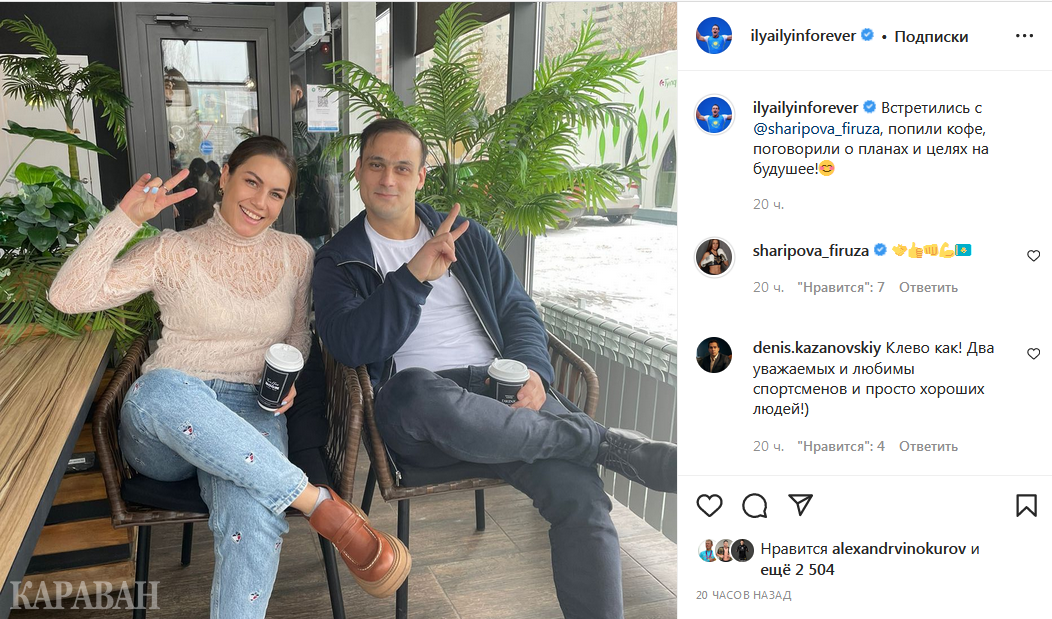 ilyailyinforever • Подписки
ilyailyinforever Встретились с
@sharipova_firuza, попили кофе,
поговорили о планах и целях на
будушее!😊
20 ч.
sharipova_firuza 🤝👍👊💪🇰🇿
20 ч. "Нравится": 7 Ответить
denis.kazanovskiy Клево как! Два
уважаемых и любимы
спортсменов и просто хороших
людей!)
20 ч. "Нравится": 4 Ответить
Нравится alexandrvinokurov и
ещё 2 504
20 ЧАСОВ НАЗАД
КАРАВАН